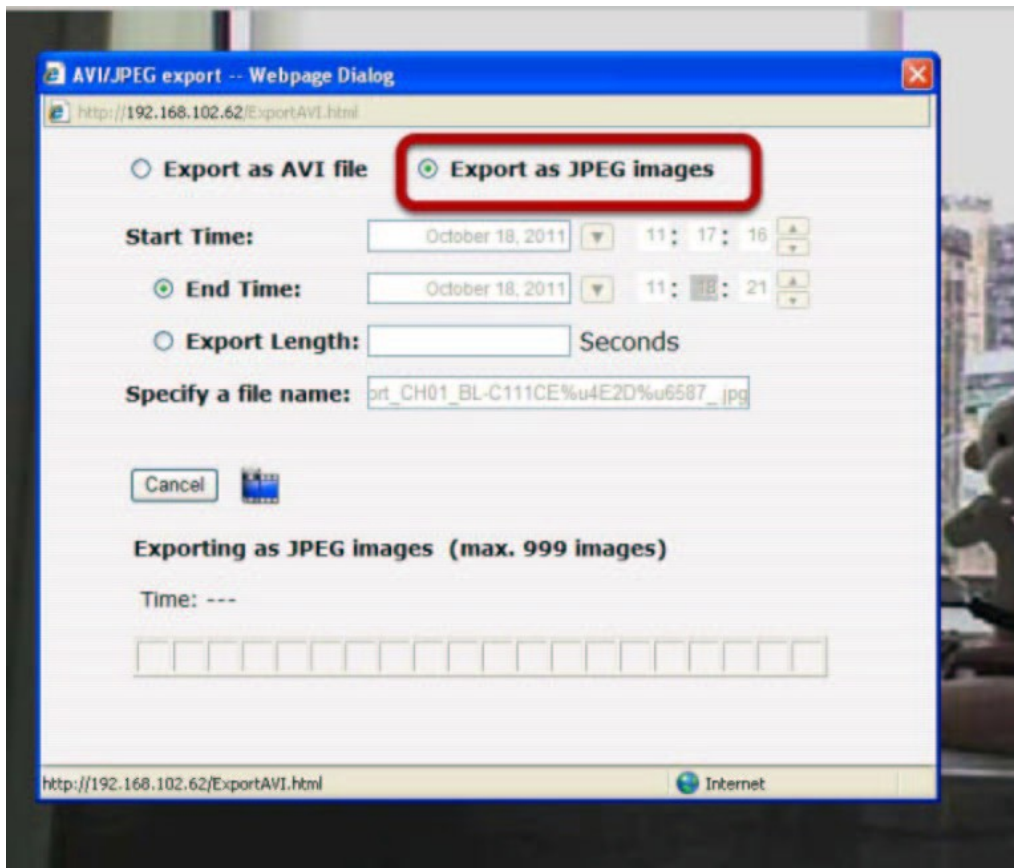 AVI/JPEG export -- Webpage Dialog
http://192.168.102.62/ExportAVI.html
Export as AVI file Export as JPEG images
Start Time: October 18, 2011 11: 17: 16
End Time: October 18, 2011 11: 18: 21
Export Length: Seconds
Specify a file name: ort_CH01_BL-C111CE%u4E2D%u6587_.jpg
Cancel
Exporting as JPEG images (max. 999 images)
Time: ---
http://192.168.102.62/ExportAVI.html Internet